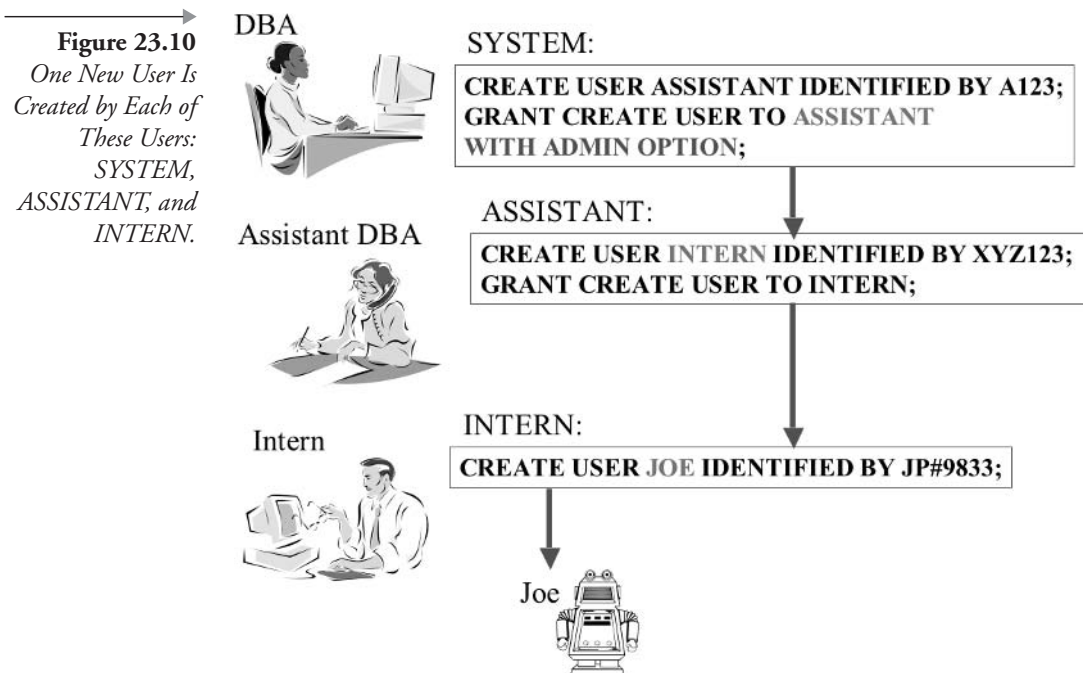 Figure 23.10
One New User Is
Created by Each of
These Users:
SYSTEM,
ASSISTANT, and
INTERN.
DBA
SYSTEM:
CREATE USER ASSISTANT IDENTIFIED BY A123;
GRANT CREATE USER TO ASSISTANT
WITH ADMIN OPTION;
Assistant DBA
ASSISTANT:
CREATE USER INTERN IDENTIFIED BY XYZ123;
GRANT CREATE USER TO INTERN;
Intern
INTERN:
CREATE USER JOE IDENTIFIED BY JP#9833;
Joe